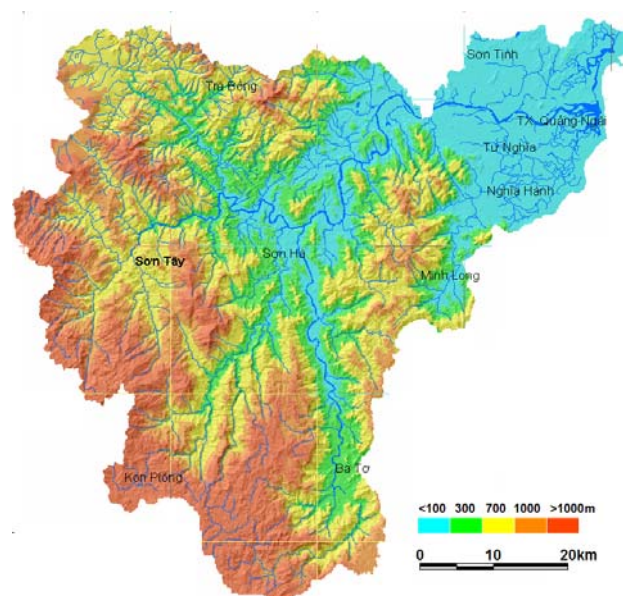 Sơn Tịnh
Trà Bồng
TX. Quảng Ngãi
Tư Nghĩa
Nghĩa Hành
Sơn Hà
Sơn Tây
Minh Long
Kon Plông
Ba Tơ
<100 300 700 1000 >1000m
0 10 20km